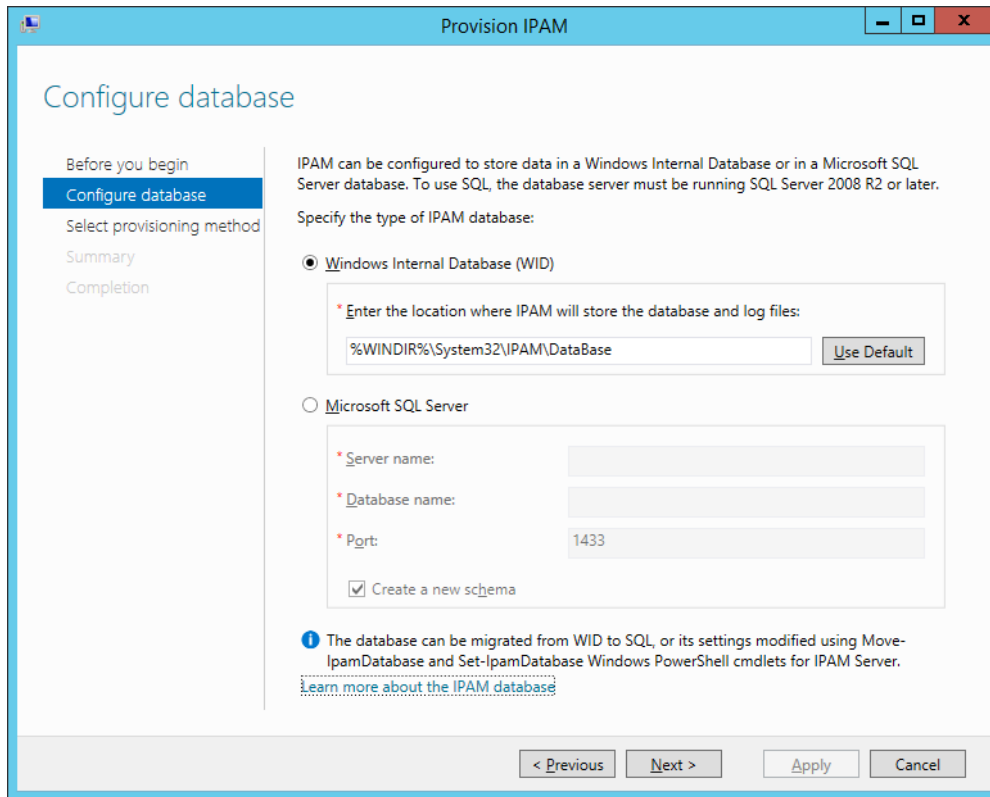 Provision IPAM
Configure database
Before you begin
Configure database
Select provisioning method
Summary
Completion
IPAM can be configured to store data in a Windows Internal Database or in a Microsoft SQL
Server database. To use SQL, the database server must be running SQL Server 2008 R2 or later.
Specify the type of IPAM database:
Windows Internal Database (WID)
* Enter the location where IPAM will store the database and log files:
%WINDIR%\System32\IPAM\DataBase
Use Default
Microsoft SQL Server
* Server name:
* Database name:
* Port:
1433
Create a new schema
The database can be migrated from WID to SQL, or its settings modified using Move-
IpamDatabase and Set-IpamDatabase Windows PowerShell cmdlets for IPAM Server.
Learn more about the IPAM database
< Previous
Next >
Apply
Cancel